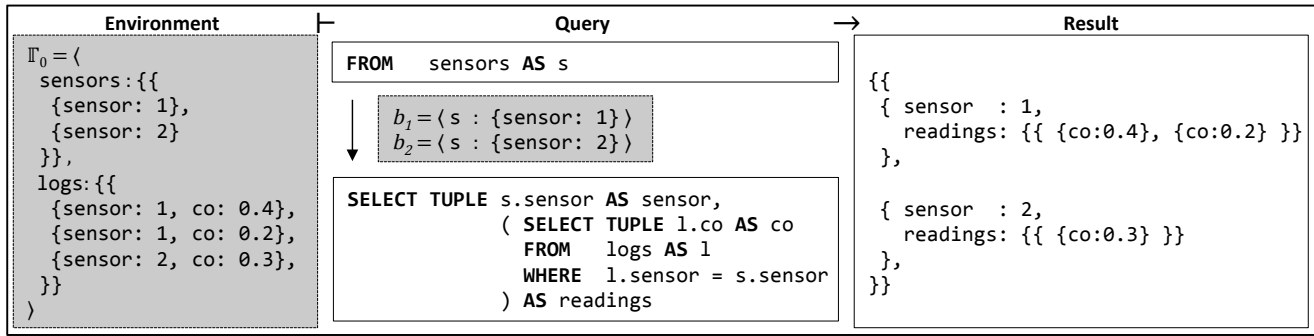 Environment ⊢ Query → Result
𝕋₀ = ⟨
sensors : {{
{sensor: 1},
{sensor: 2}
}},
logs: {{
{sensor: 1, co: 0.4},
{sensor: 1, co: 0.2},
{sensor: 2, co: 0.3},
}}
⟩
FROM sensors AS s
b₁ = ⟨ s : {sensor: 1} ⟩
b₂ = ⟨ s : {sensor: 2} ⟩
SELECT TUPLE s.sensor AS sensor,
( SELECT TUPLE l.co AS co
FROM logs AS l
WHERE l.sensor = s.sensor
) AS readings
{{
{ sensor : 1,
readings: {{ {co:0.4}, {co:0.2} }}
},
{ sensor : 2,
readings: {{ {co:0.3} }}
},
}}